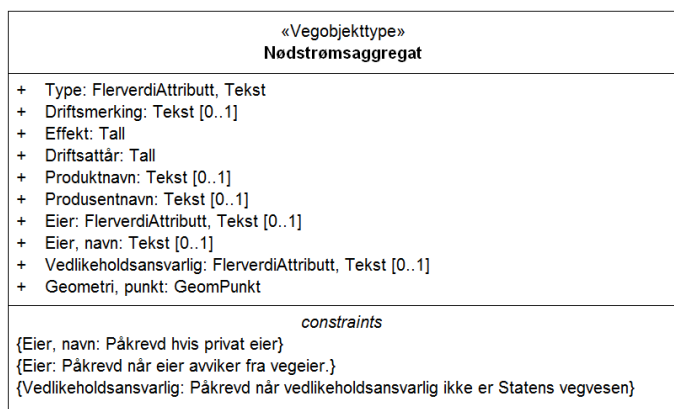 «Vegobjekttype»
Nødstrømsaggregat
+ Type: FlerverdiAttributt, Tekst
+ Driftsmerking: Tekst [0..1]
+ Effekt: Tall
+ Driftsattår: Tall
+ Produktnavn: Tekst [0..1]
+ Produsentnavn: Tekst [0..1]
+ Eier: FlerverdiAttributt, Tekst [0..1]
+ Eier, navn: Tekst [0..1]
+ Vedlikeholdsansvarlig: FlerverdiAttributt, Tekst [0..1]
+ Geometri, punkt: GeomPunkt
constraints
{Eier, navn: Påkrevd hvis privat eier}
{Eier: Påkrevd når eier avviker fra vegeier.}
{Vedlikeholdsansvarlig: Påkrevd når vedlikeholdsansvarlig ikke er Statens vegvesen}